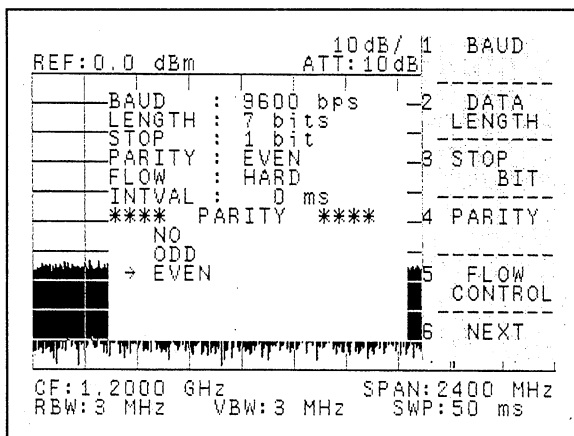 10dB/
REF:0.0 dBm ATT:10dB
BAUD : 9600 bps
LENGTH : 7 bits
STOP : 1 bit
PARITY : EVEN
FLOW : HARD
INTVAL : 0 ms
**** PARITY ****
NO
ODD
→ EVEN
CF:1.2000 GHz SPAN:2400 MHz
RBW:3 MHz VBW:3 MHz SWP:50 ms
1 BAUD
2 DATA
LENGTH
3 STOP
BIT
4 PARITY
5 FLOW
CONTROL
6 NEXT